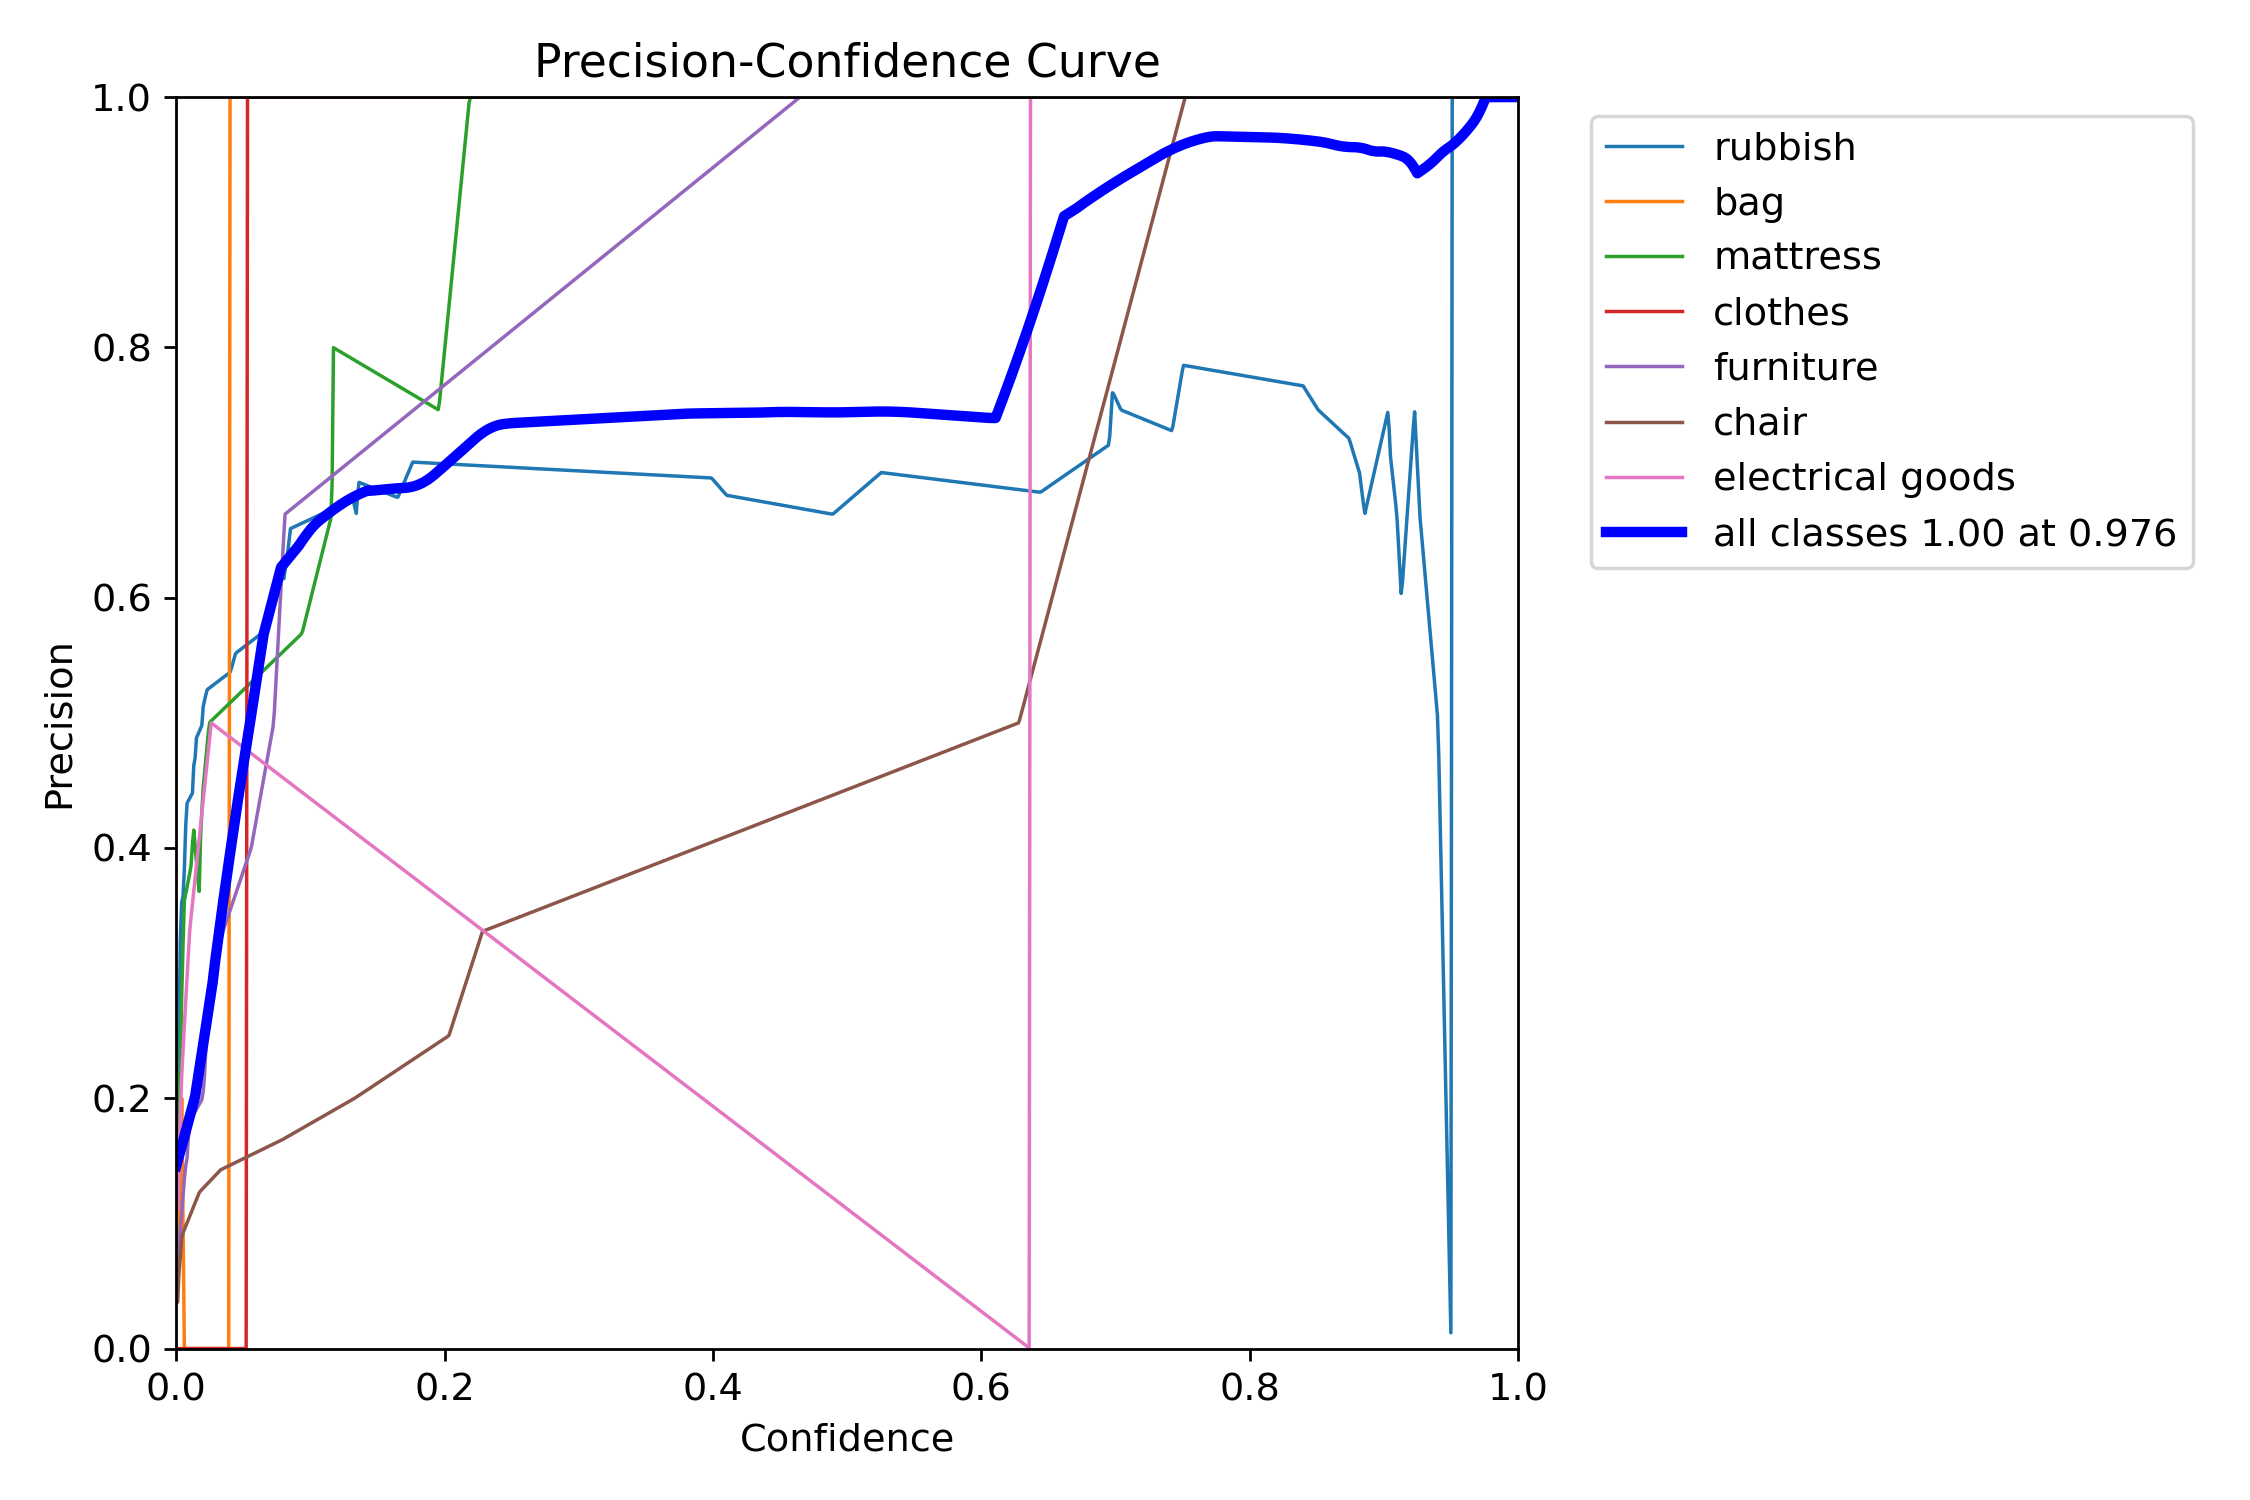 Precision-Confidence Curve
1.0
0.8
0.6
0.4
0.2
0.0
Precision
0.0 0.2 0.4 0.6 0.8 1.0
Confidence
rubbish
bag
mattress
clothes
furniture
chair
electrical goods
all classes 1.00 at 0.976